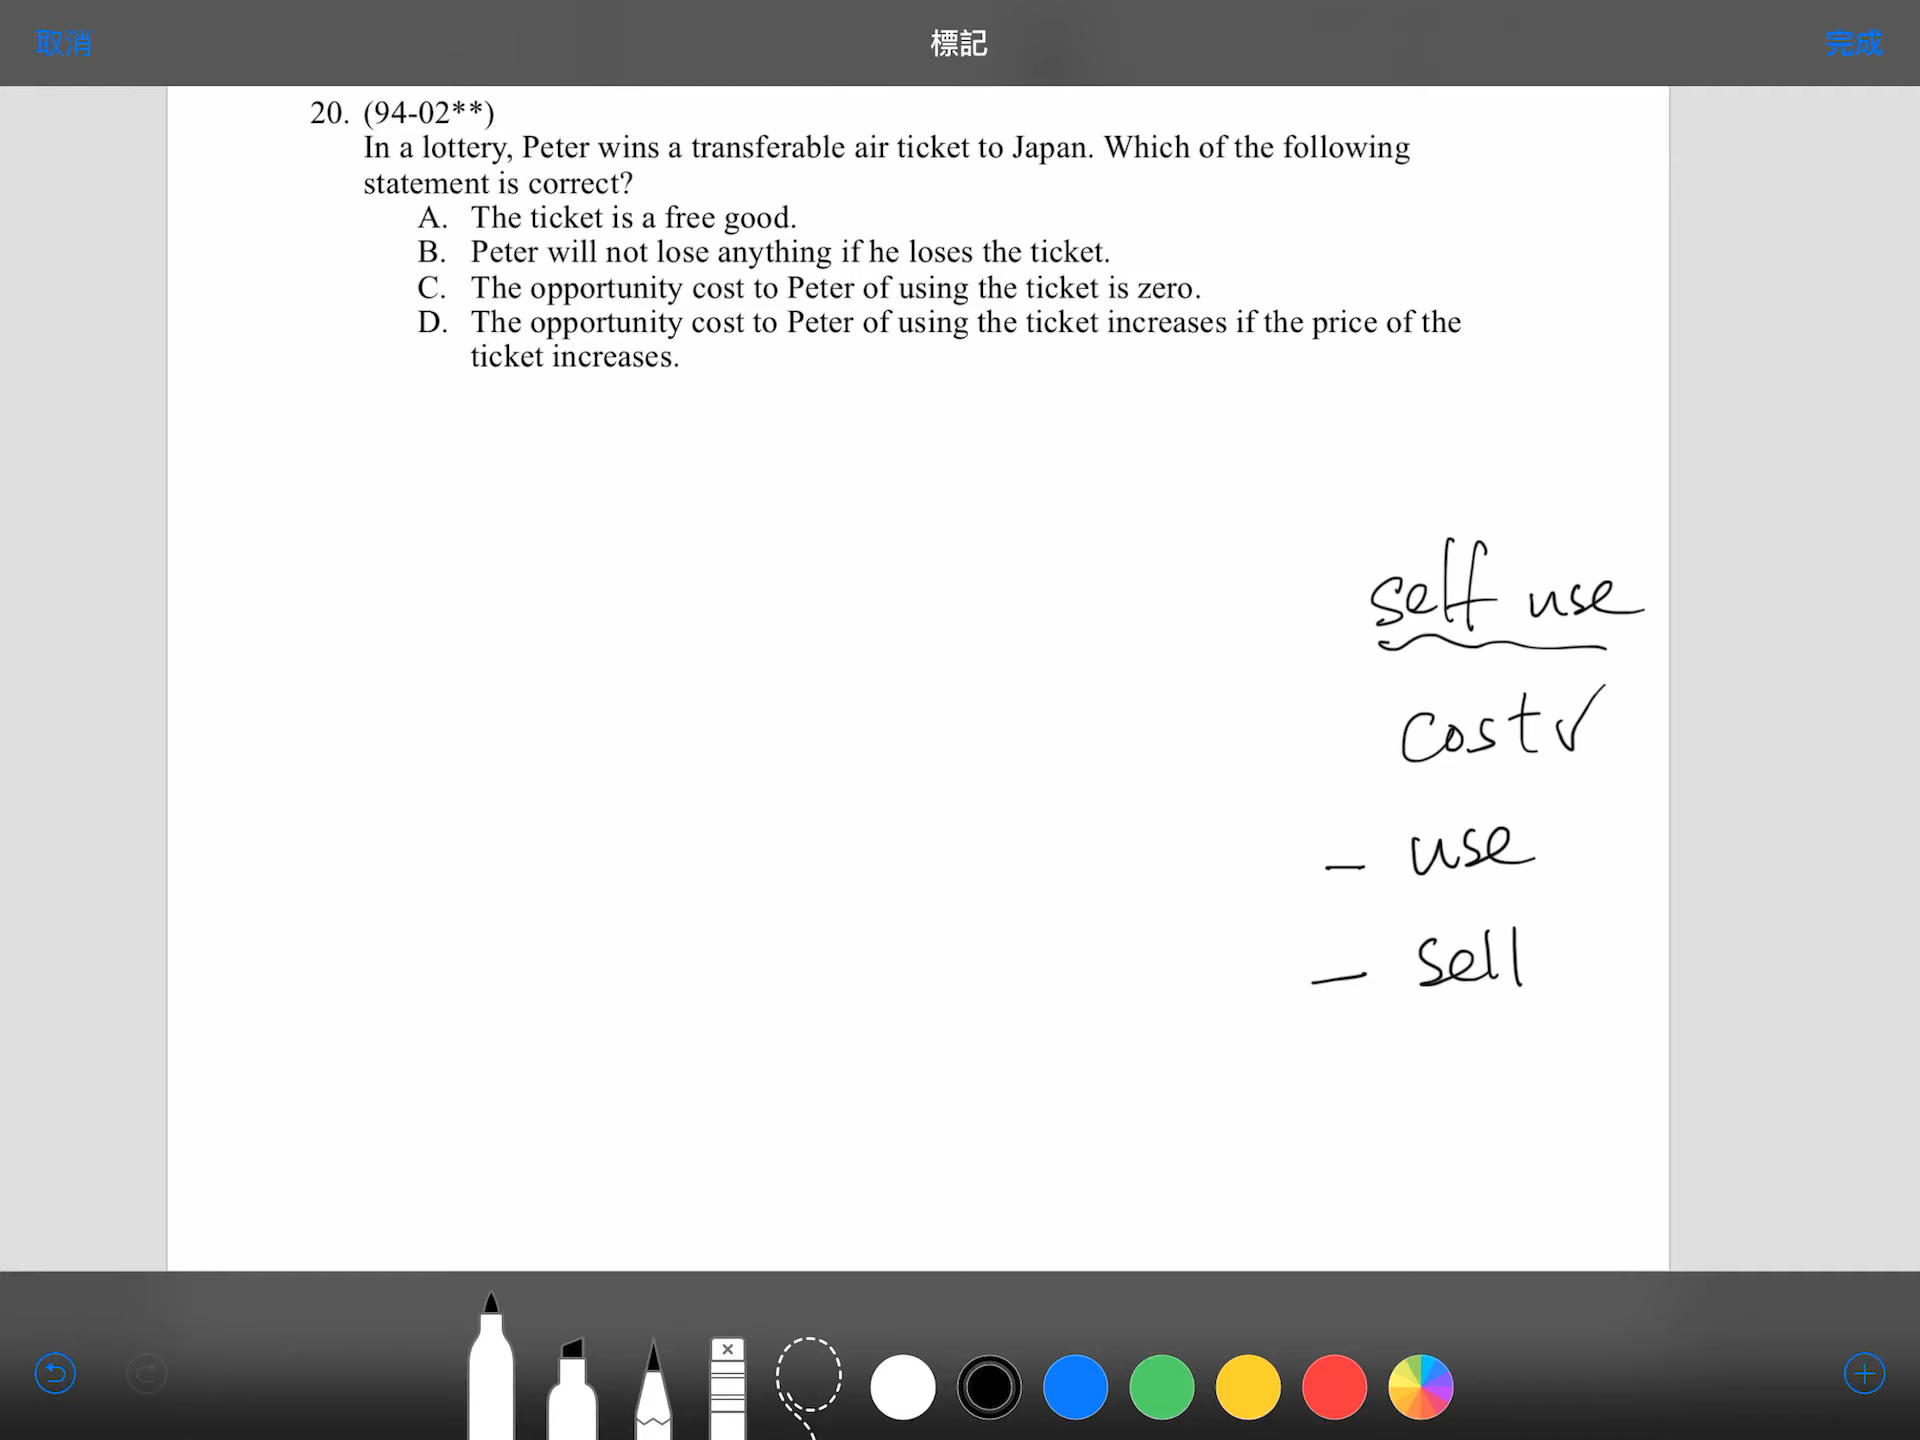 取消 標記 完成
20. (94-02**)
In a lottery, Peter wins a transferable air ticket to Japan. Which of the following
statement is correct?
A. The ticket is a free good.
B. Peter will not lose anything if he loses the ticket.
C. The opportunity cost to Peter of using the ticket is zero.
D. The opportunity cost to Peter of using the ticket increases if the price of the
ticket increases.
self use
cost ✓
- use
- sell